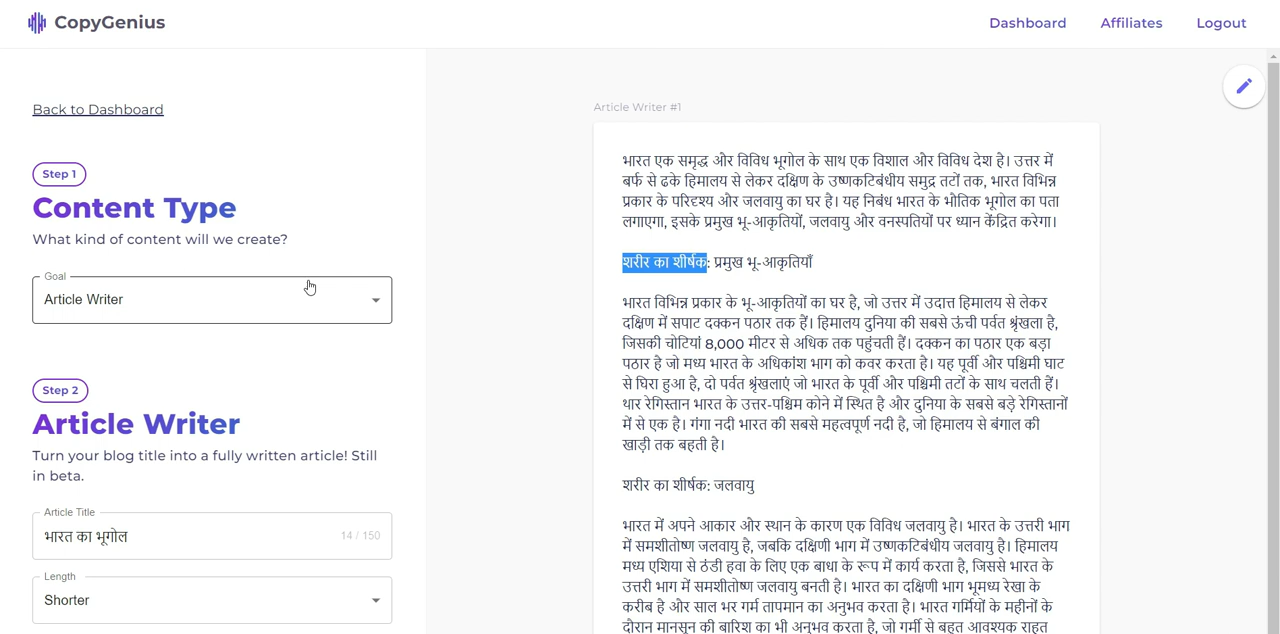 CopyGenius
Dashboard
Affiliates
Logout
Back to Dashboard
Step 1
Content Type
What kind of content will we create?
Goal
Article Writer
Step 2
Article Writer
Turn your blog title into a fully written article! Still
in beta.
Article Title
भारत का भूगोल
14 / 150
Length
Shorter
Article Writer #1
भारत एक समृद्ध और विविध भूगोल के साथ एक विशाल और विविध देश है। उत्तर में
बर्फ से ढके हिमालय से लेकर दक्षिण के उष्णकटिबंधीय समुद्र तटों तक, भारत विभिन्न
प्रकार के परिदृश्य और जलवायु का घर है। यह निबंध भारत के भौतिक भूगोल का पता
लगाएगा, इसके प्रमुख भू-आकृतियों, जलवायु और वनस्पतियों पर ध्यान केंद्रित करेगा।
शरीर का शीर्षक: प्रमुख भू-आकृतियाँ
भारत विभिन्न प्रकार के भू-आकृतियों का घर है, जो उत्तर में उदात्त हिमालय से लेकर
दक्षिण में सपाट दक्कन पठार तक हैं। हिमालय दुनिया की सबसे ऊंची पर्वत श्रृंखला है,
जिसकी चोटियां 8,000 मीटर से अधिक तक पहुंचती हैं। दक्कन का पठार एक बड़ा
पठार है जो मध्य भारत के अधिकांश भाग को कवर करता है। यह पूर्वी और पश्चिमी घाट
से घिरा हुआ है, दो पर्वत श्रृंखलाएं जो भारत के पूर्वी और पश्चिमी तटों के साथ चलती हैं।
थार रेगिस्तान भारत के उत्तर-पश्चिम कोने में स्थित है और दुनिया के सबसे बड़े रेगिस्तानों
में से एक है। गंगा नदी भारत की सबसे महत्वपूर्ण नदी है, जो हिमालय से बंगाल की
खाड़ी तक बहती है।
शरीर का शीर्षक: जलवायु
भारत में अपने आकार और स्थान के कारण एक विविध जलवायु है। भारत के उत्तरी भाग
में समशीतोष्ण जलवायु है, जबकि दक्षिणी भाग में उष्णकटिबंधीय जलवायु है। हिमालय
मध्य एशिया से ठंडी हवा के लिए एक बाधा के रूप में कार्य करता है, जिससे भारत के
उत्तरी भाग में समशीतोष्ण जलवायु बनती है। भारत का दक्षिणी भाग भूमध्य रेखा के
करीब है और साल भर गर्म तापमान का अनुभव करता है। भारत गर्मियों के महीनों के
दौरान मानसून की बारिश का भी अनुभव करता है, जो गर्मी से बहुत आवश्यक राहत